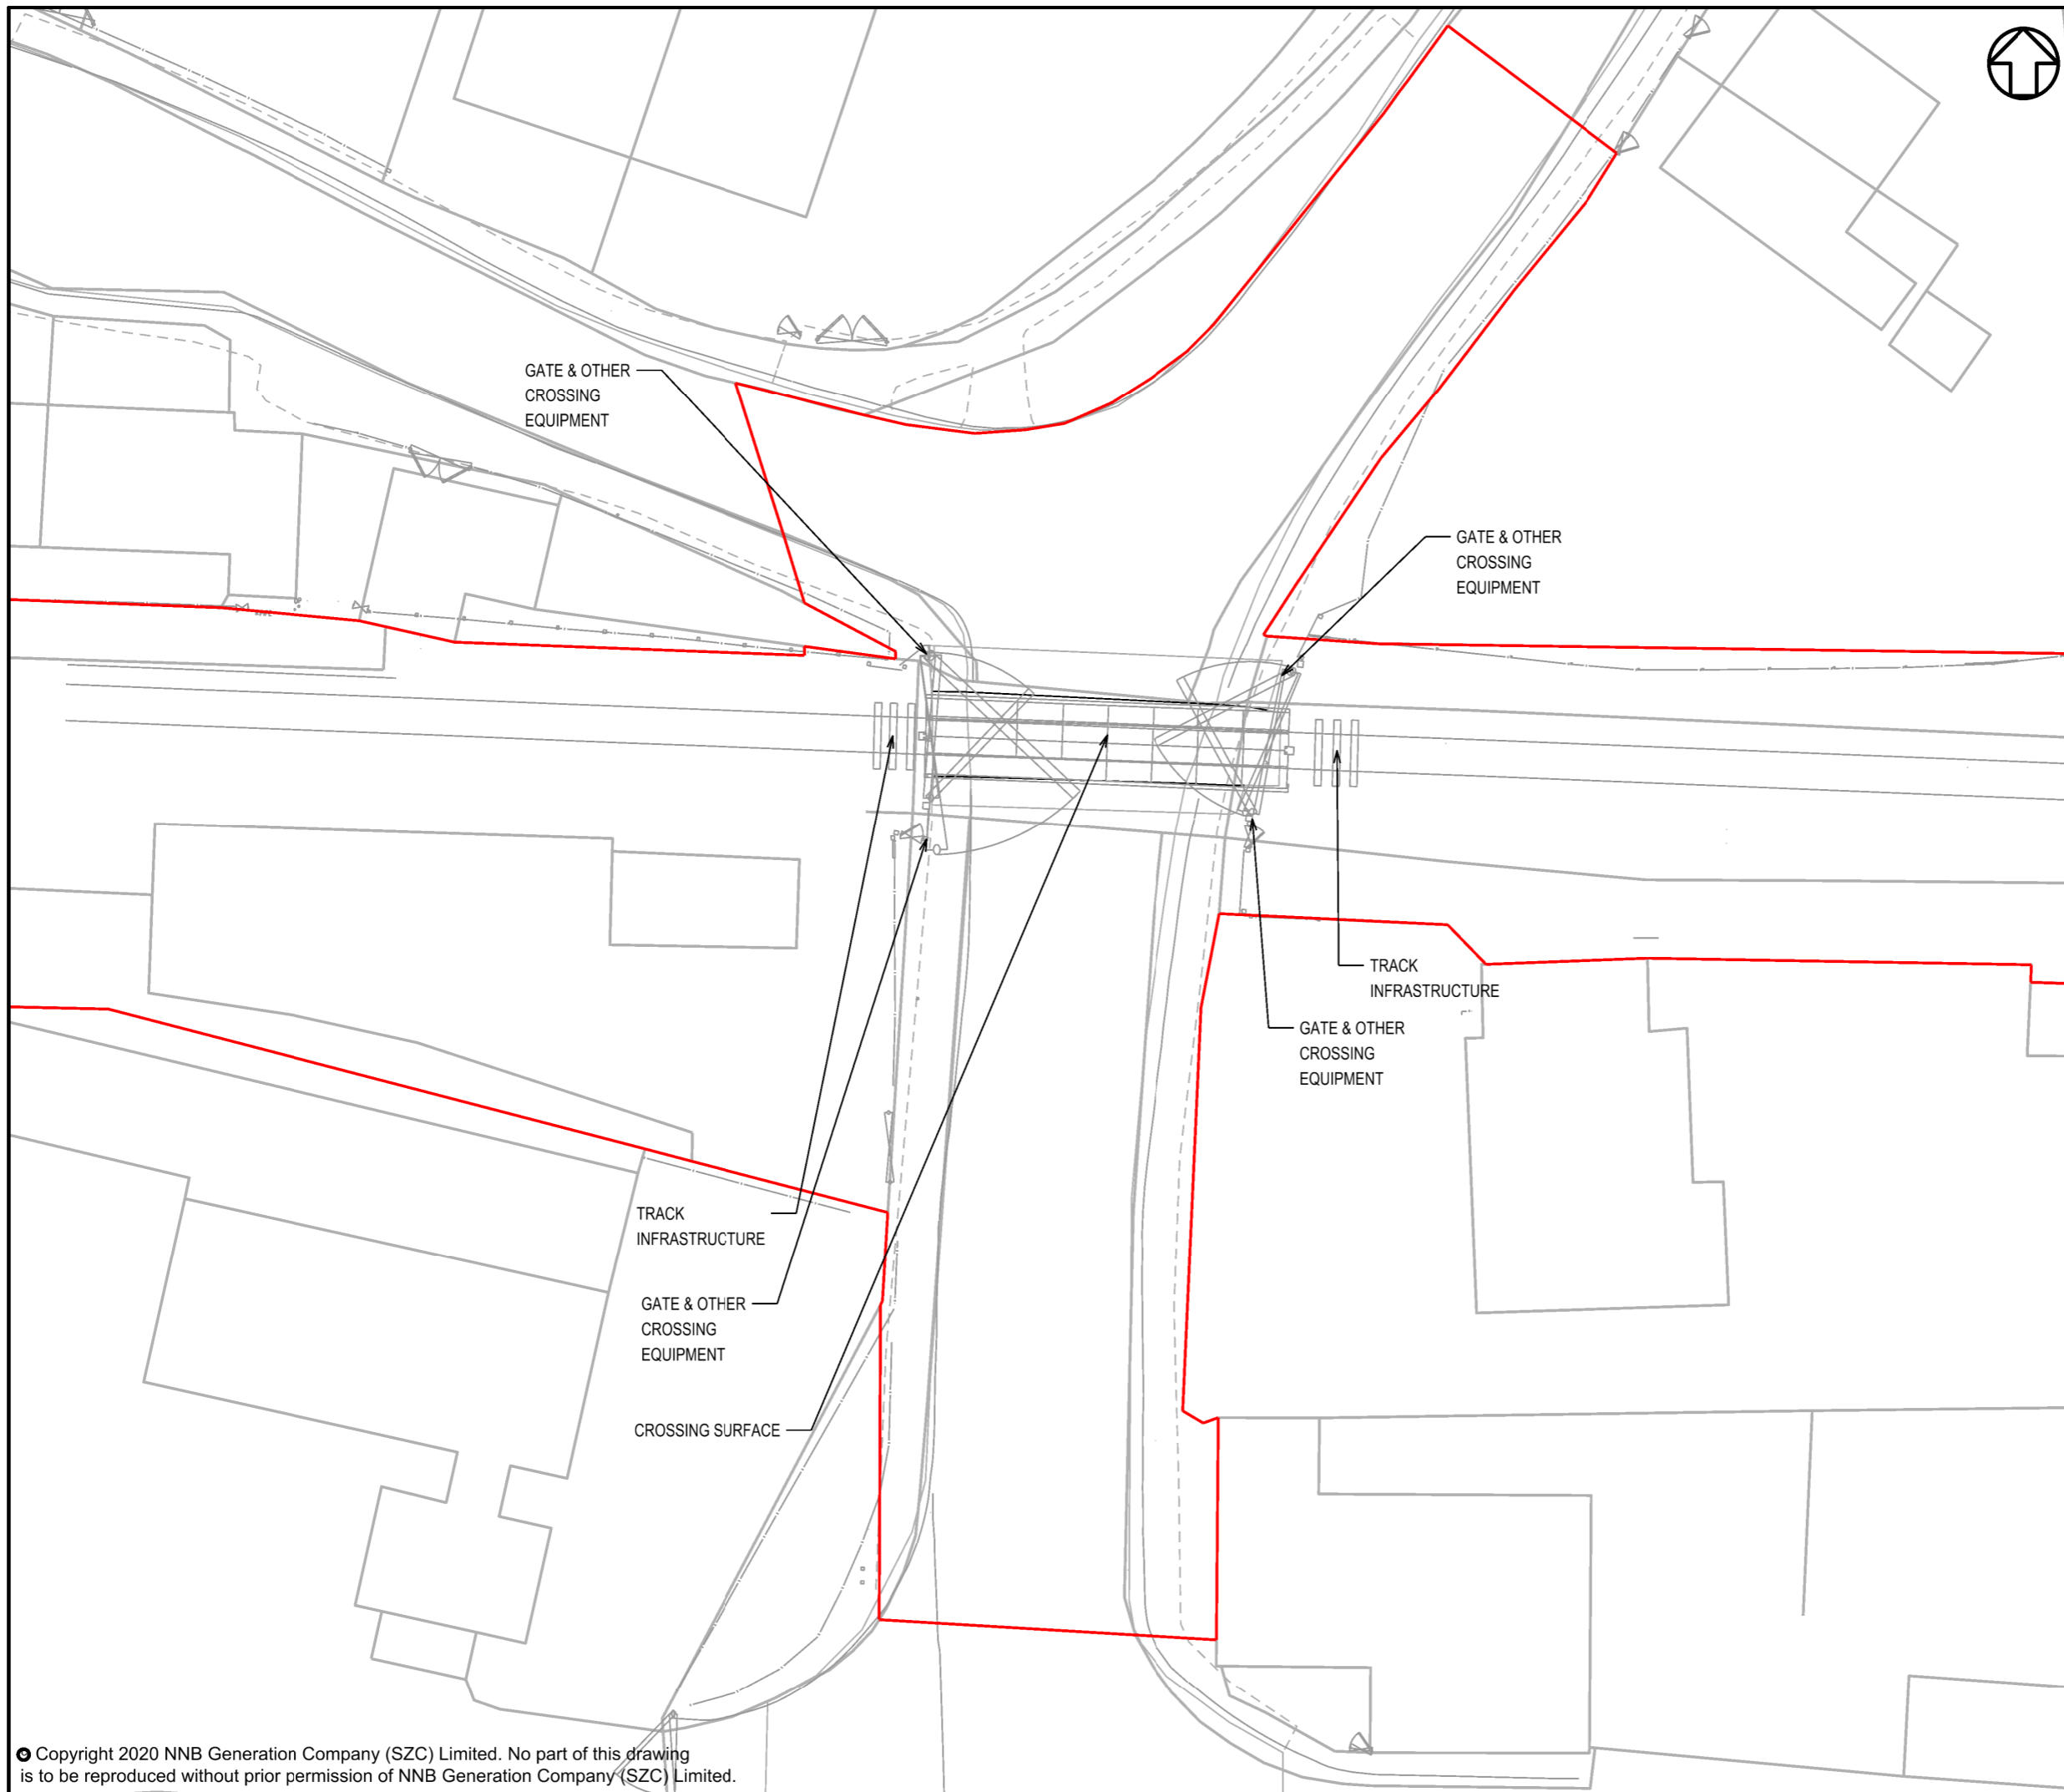 GATE & OTHER
CROSSING
EQUIPMENT
GATE & OTHER
CROSSING
EQUIPMENT
TRACK
INFRASTRUCTURE
GATE & OTHER
CROSSING
EQUIPMENT
TRACK
INFRASTRUCTURE
GATE & OTHER
CROSSING
EQUIPMENT
CROSSING SURFACE
© Copyright 2020 NNB Generation Company (SZC) Limited. No part of this drawing
is to be reproduced without prior permission of NNB Generation Company (SZC) Limited.